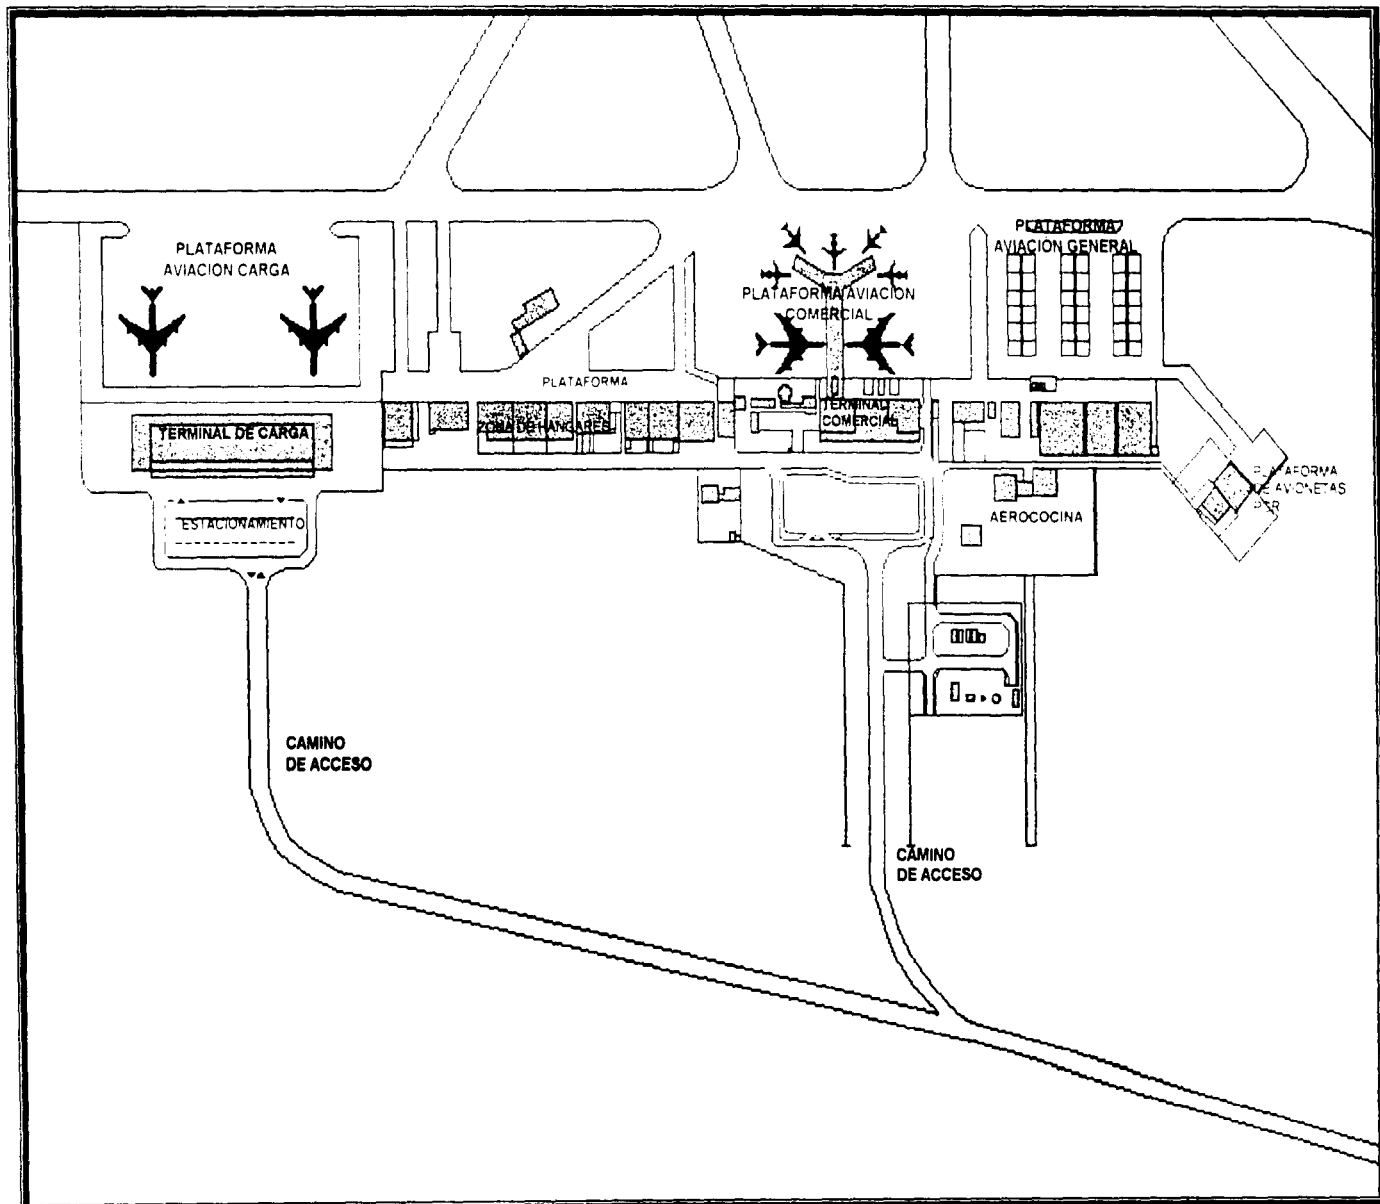 PLATAFORMA
AVIACION CARGA
PLATAFORMA
AVIACIÓN GENERAL
PLATAFORMA AVIACION
COMERCIAL
PLATAFORMA
TERMINAL DE CARGA
ZONA DE HANGARES
TERMINAL
COMERCIAL
PLATAFORMA
DE AVIONETAS
ESTACIONAMIENTO
AEROCOCINA
CAMINO
DE ACCESO
CAMINO
DE ACCESO